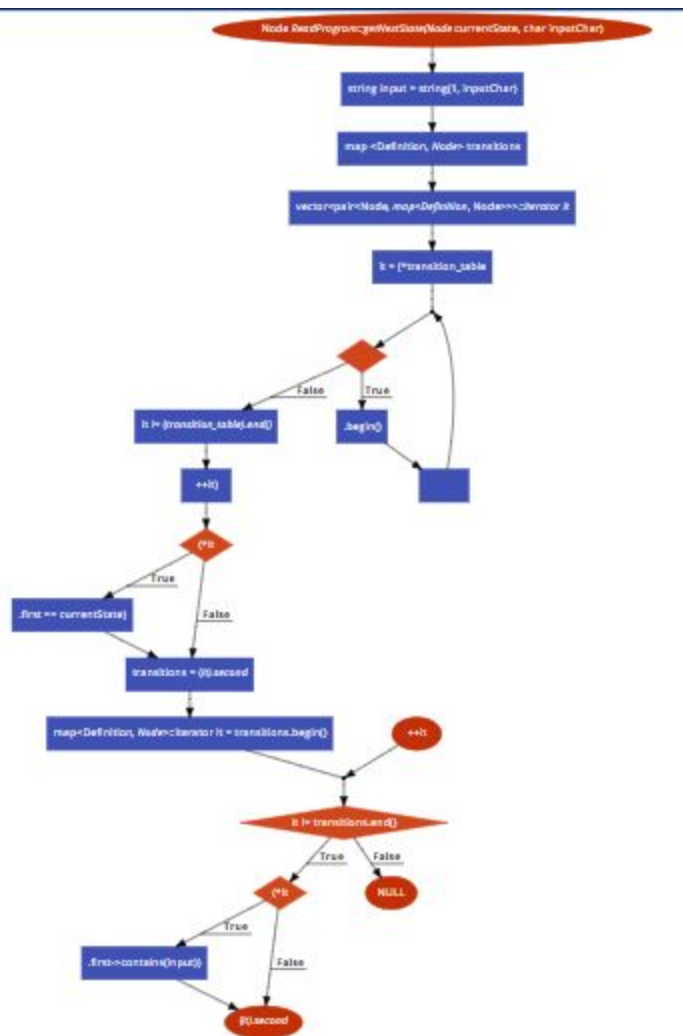 Node ReadProgram::getNextState(Node currentState, char inputChar)
string input = string(1, inputChar)
map <Definition, Node> transitions
vector<pair<Node, map<Definition, Node>>>::iterator it
it = (*transition_table
False
True
it != (transition_table).end()
.begin()
++it)
(*it
True
.first == currentState)
False
transitions = (it).second
map<Definition, Node>::iterator it = transitions.begin()
++it
it != transitions.end()
True
False
(*it
NULL
True
.first->contains(input))
False
(it).second